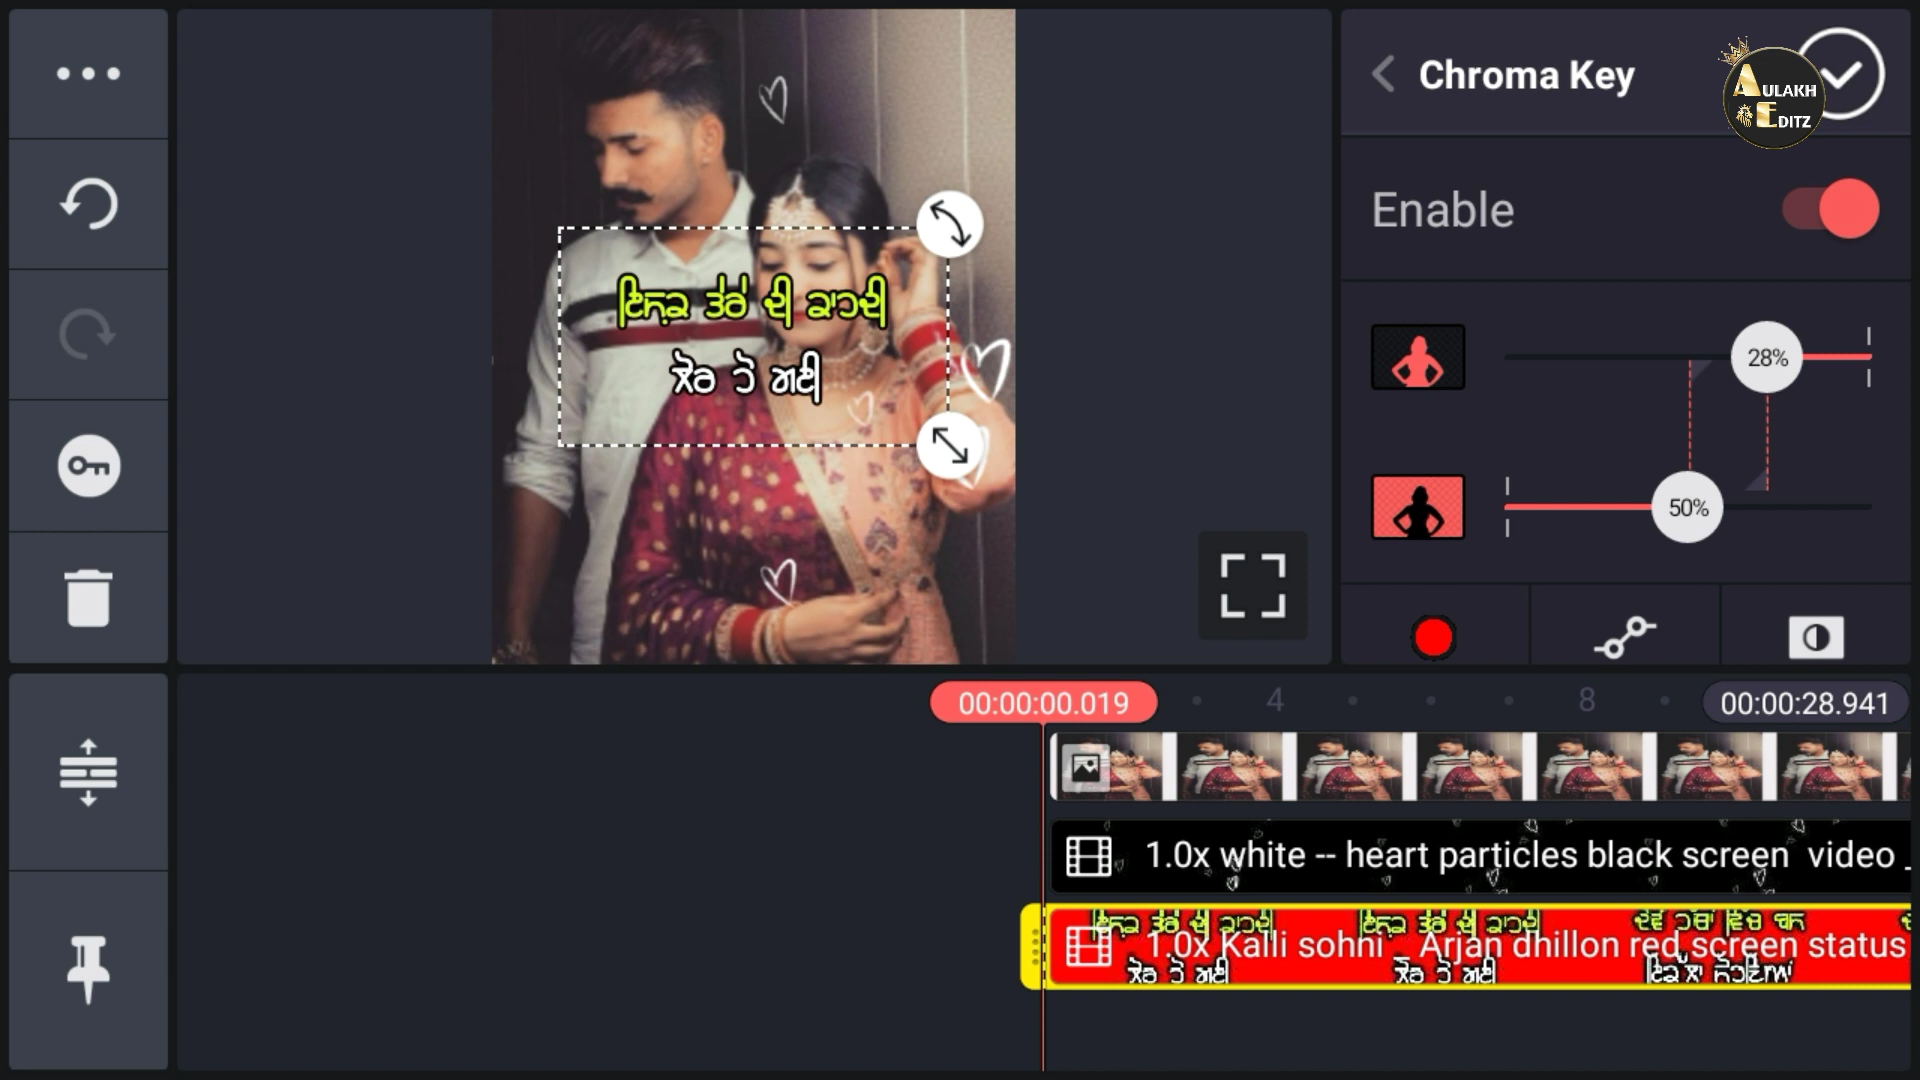 Chroma Key
AULAKH
EDITZ
Enable
28%
50%
ਇਸ਼ਕ ਤੇਰੇ ਦੀ ਕਾਹਦੀ
ਲੋਰ ਹੋ ਗਈ
00:00:00.019
4
8
00:00:28.941
1.0x white -- heart particles black screen video _
1.0x Kalli sohni _ Arjan dhillon red screen status